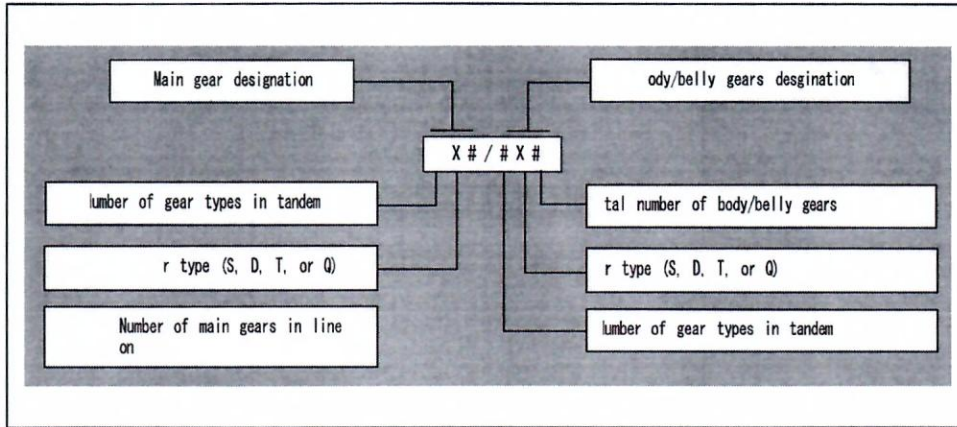 Main gear designation
ody/belly gears desgination
X # / # X #
lumber of gear types in tandem
tal number of body/belly gears
r type (S, D, T, or Q)
r type (S, D, T, or Q)
Number of main gears in line
on
lumber of gear types in tandem